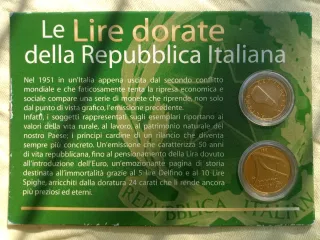 Le Lire dorate
della Repubblica Italiana
Nel 1951 in un'Italia appena uscita dal secondo conflitto
mondiale e che faticosamente tenta la ripresa economica e
sociale compare una serie di monete che riprende, non solo
dal punto di vista grafico, l'emissione precedente.
Infatti, i soggetti rappresentati sugli esemplari riportano ai
valori della vita rurale, al lavoro, al patrimonio naturale del
nostro Paese; i principi cardine di un rilancio che diventa
sempre più concreto. Un'emissione che caratterizza 50 anni
di vita repubblicana, fino al pensionamento della Lira dovuto
all'introduzione dell'Euro, un'emozionante pagina di storia
destinata all'immortalità grazie al 5 lire Delfino e al 10 Lire
Spighe, arricchiti dalla doratura 24 carati che li rende ancora
più preziosi ed eterni.
REPUBBLICA ITALIANA